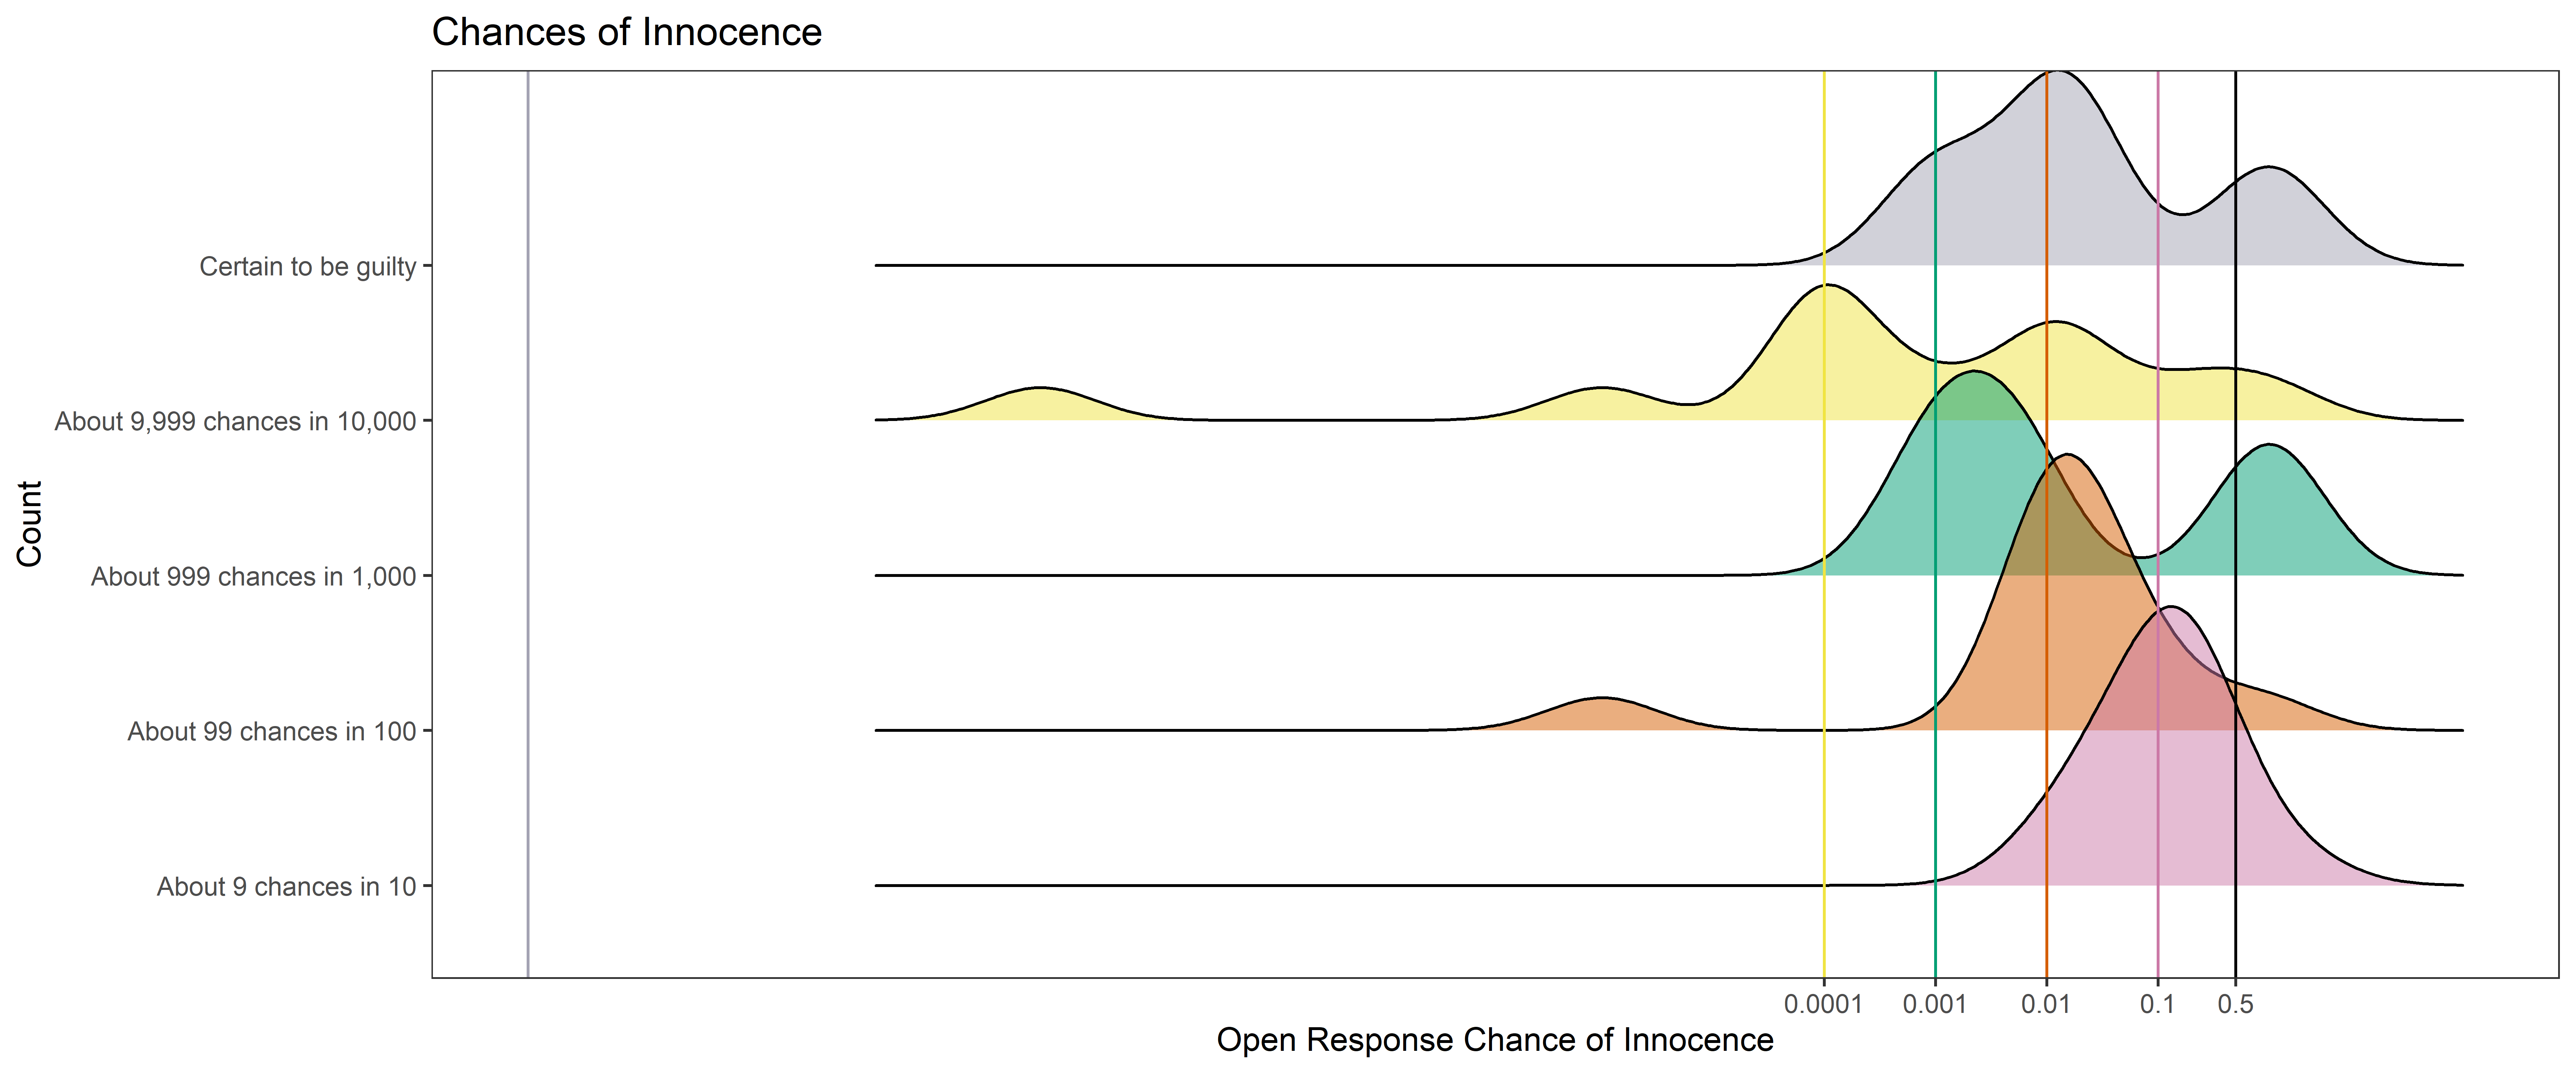 Chances of Innocence
Count
Certain to be guilty
About 9,999 chances in 10,000
About 999 chances in 1,000
About 99 chances in 100
About 9 chances in 10
0.0001 0.001 0.01 0.1 0.5
Open Response Chance of Innocence